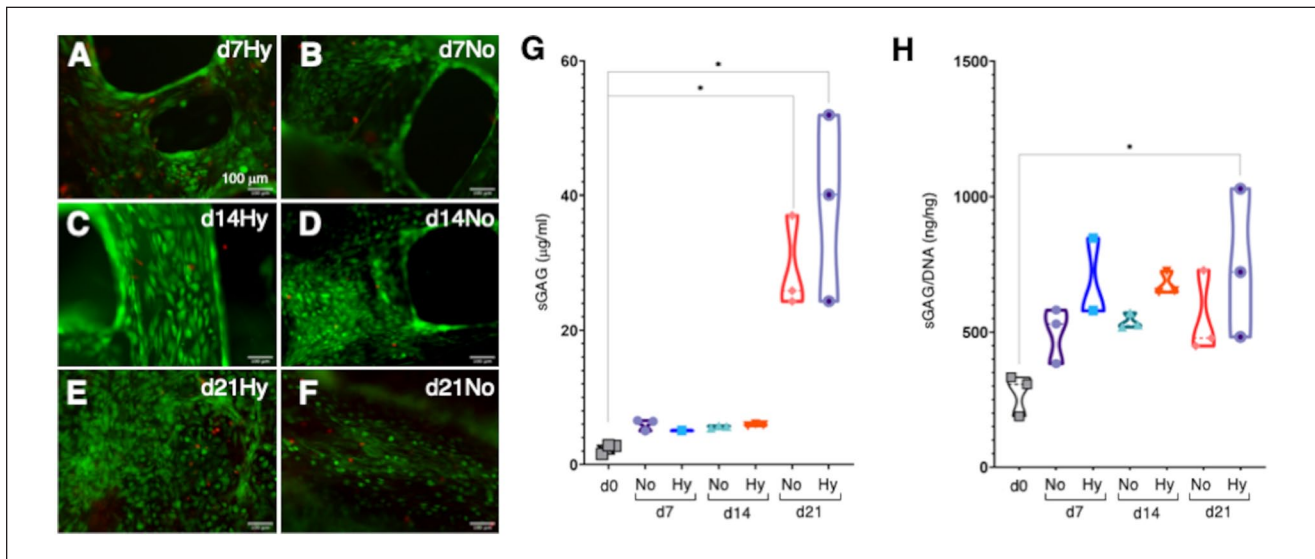 A d7Hy
100 μm
B d7No
C d14Hy
D d14No
E d21Hy
F d21No
G
60
40
20
0
sGAG (μg/ml)
*
*
d0 No Hy No Hy No Hy
d7 d14 d21
H
1500
1000
500
0
sGAG/DNA (ng/ng)
*
d0 No Hy No Hy No Hy
d7 d14 d21